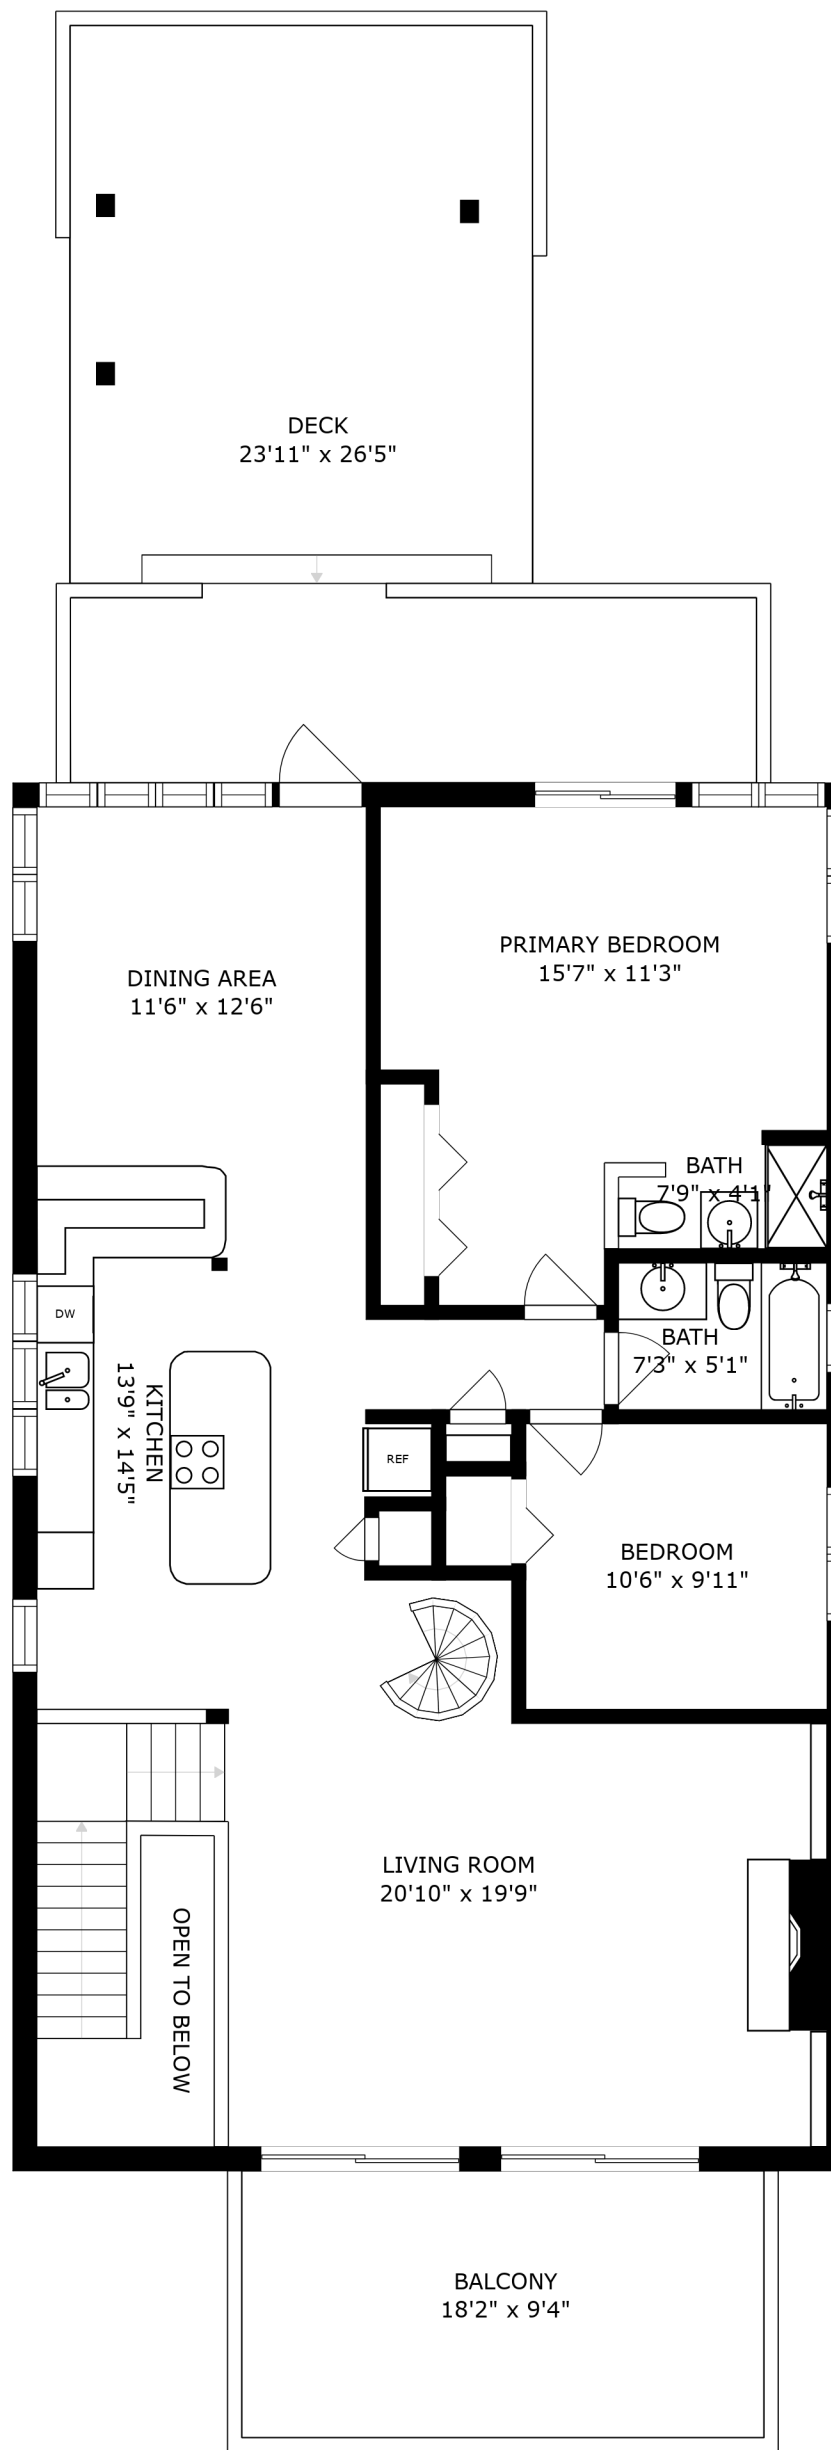 DECK
23'11" x 26'5"
PRIMARY BEDROOM
15'7" x 11'3"
DINING AREA
11'6" x 12'6"
BATH
7'9" x 4'1"
DW
BATH
7'3" x 5'1"
KITCHEN
13'9" x 14'5"
REF
BEDROOM
10'6" x 9'11"
LIVING ROOM
20'10" x 19'9"
OPEN TO BELOW
BALCONY
18'2" x 9'4"